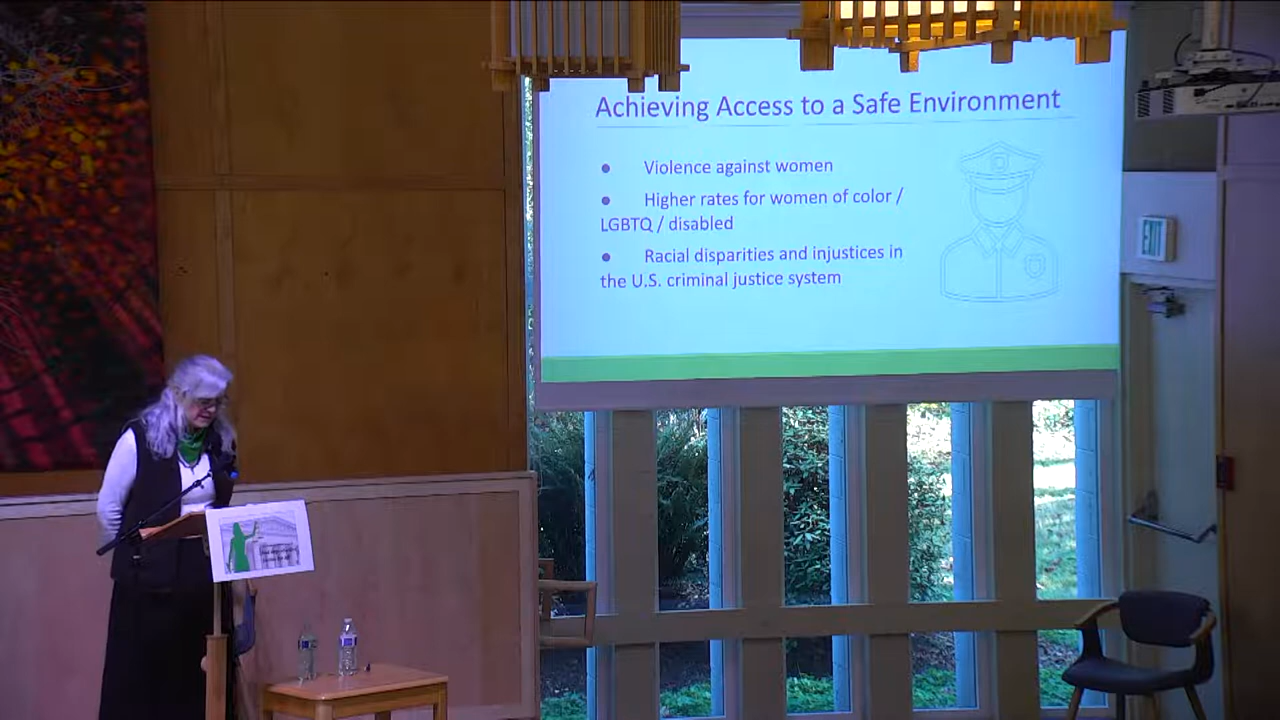 Achieving Access to a Safe Environment
● Violence against women
● Higher rates for women of color /
LGBTQ / disabled
● Racial disparities and injustices in
the U.S. criminal justice system
EXIT